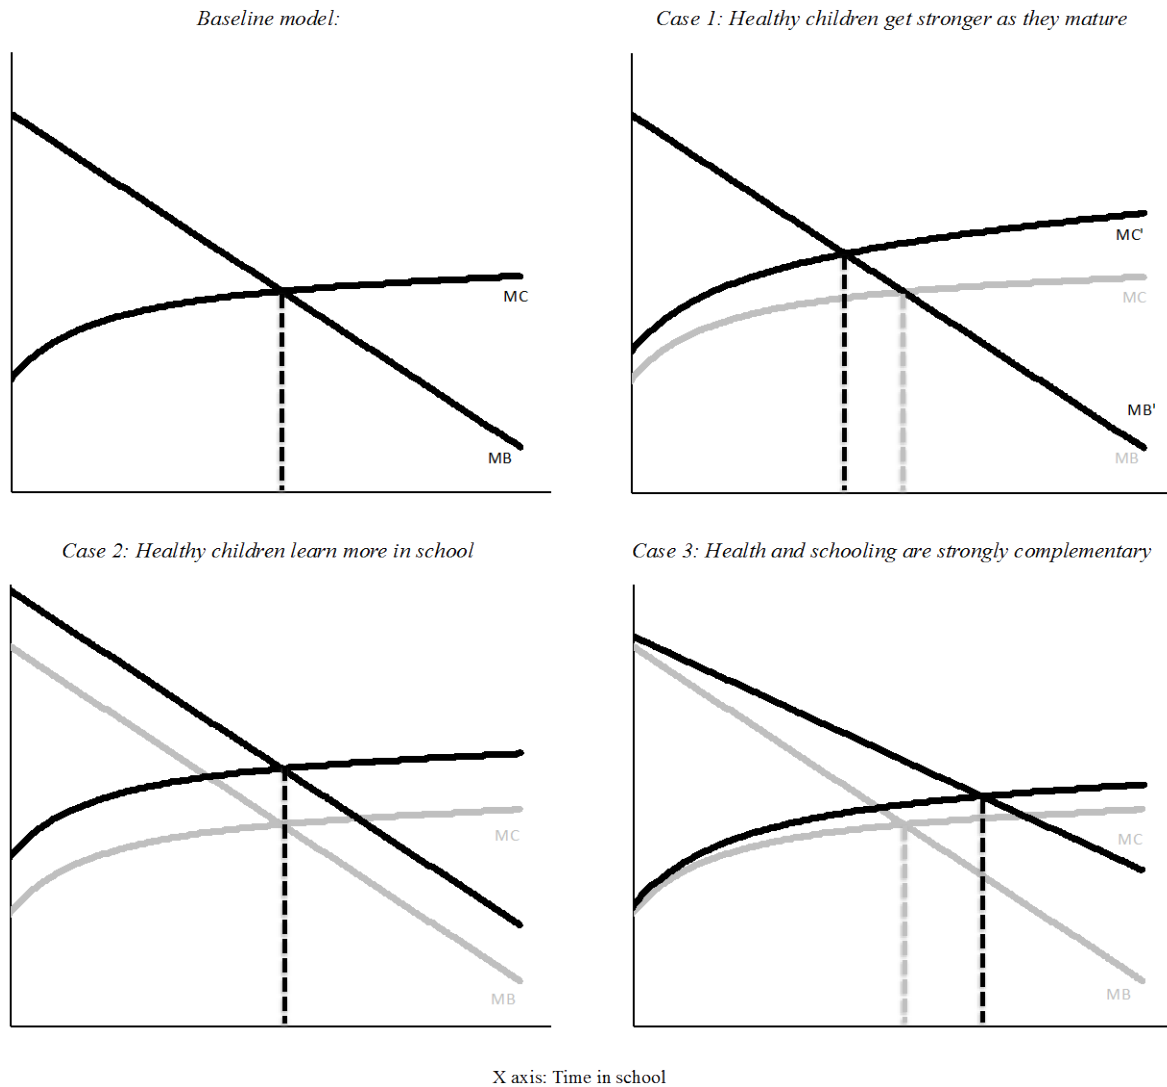 Baseline model:
Case 1: Healthy children get stronger as they mature
MC
MB
MC'
MC
MB'
MB
Case 2: Healthy children learn more in school
Case 3: Health and schooling are strongly complementary
MC
MB
MC
MB
X axis: Time in school